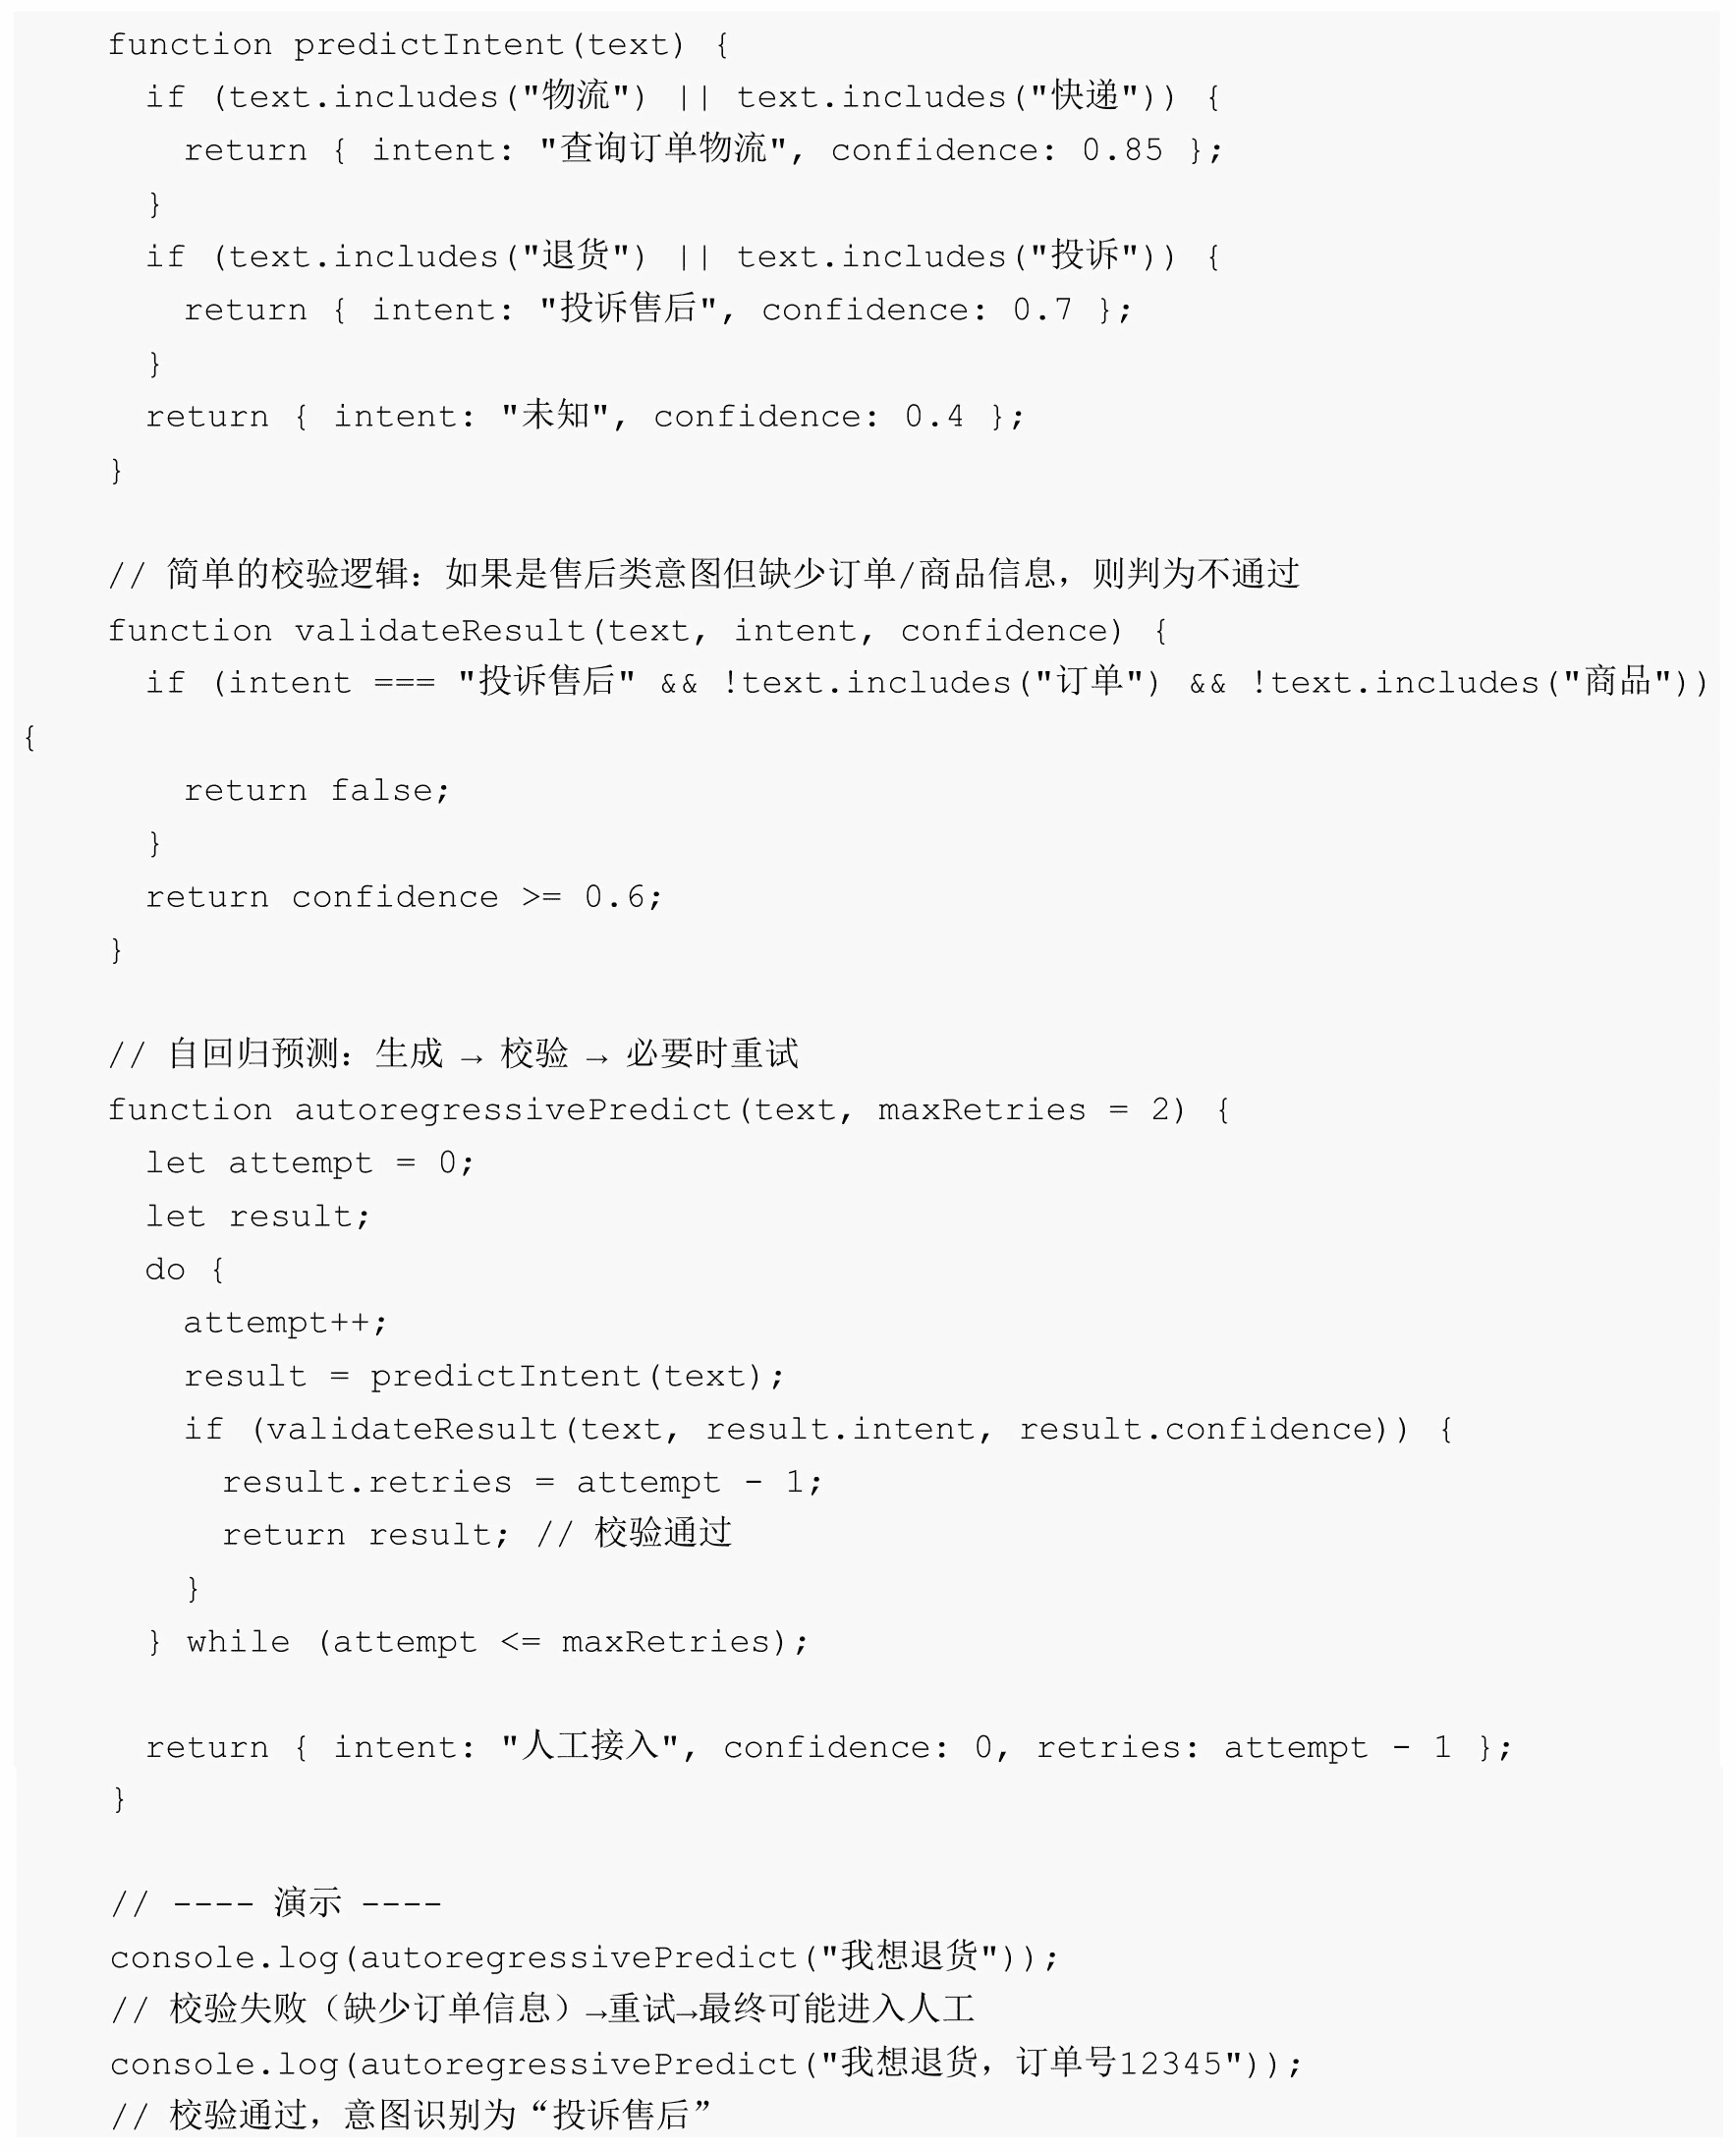 function predictIntent(text) {
if (text.includes("物流") || text.includes("快递")) {
return { intent: "查询订单物流", confidence: 0.85 };
}
if (text.includes("退货") || text.includes("投诉")) {
return { intent: "投诉售后", confidence: 0.7 };
}
return { intent: "未知", confidence: 0.4 };
}
// 简单的校验逻辑：如果是售后类意图但缺少订单/商品信息，则判为不通过
function validateResult(text, intent, confidence) {
if (intent === "投诉售后" && !text.includes("订单") && !text.includes("商品"))
{
return false;
}
return confidence >= 0.6;
}
// 自回归预测：生成 → 校验 → 必要时重试
function autoregressivePredict(text, maxRetries = 2) {
let attempt = 0;
let result;
do {
attempt++;
result = predictIntent(text);
if (validateResult(text, result.intent, result.confidence)) {
result.retries = attempt - 1;
return result; // 校验通过
}
} while (attempt <= maxRetries);
return { intent: "人工接入", confidence: 0, retries: attempt - 1 };
}
// ---- 演示 ----
console.log(autoregressivePredict("我想退货"));
// 校验失败（缺少订单信息）→重试→最终可能进入人工
console.log(autoregressivePredict("我想退货，订单号12345"));
// 校验通过，意图识别为“投诉售后”